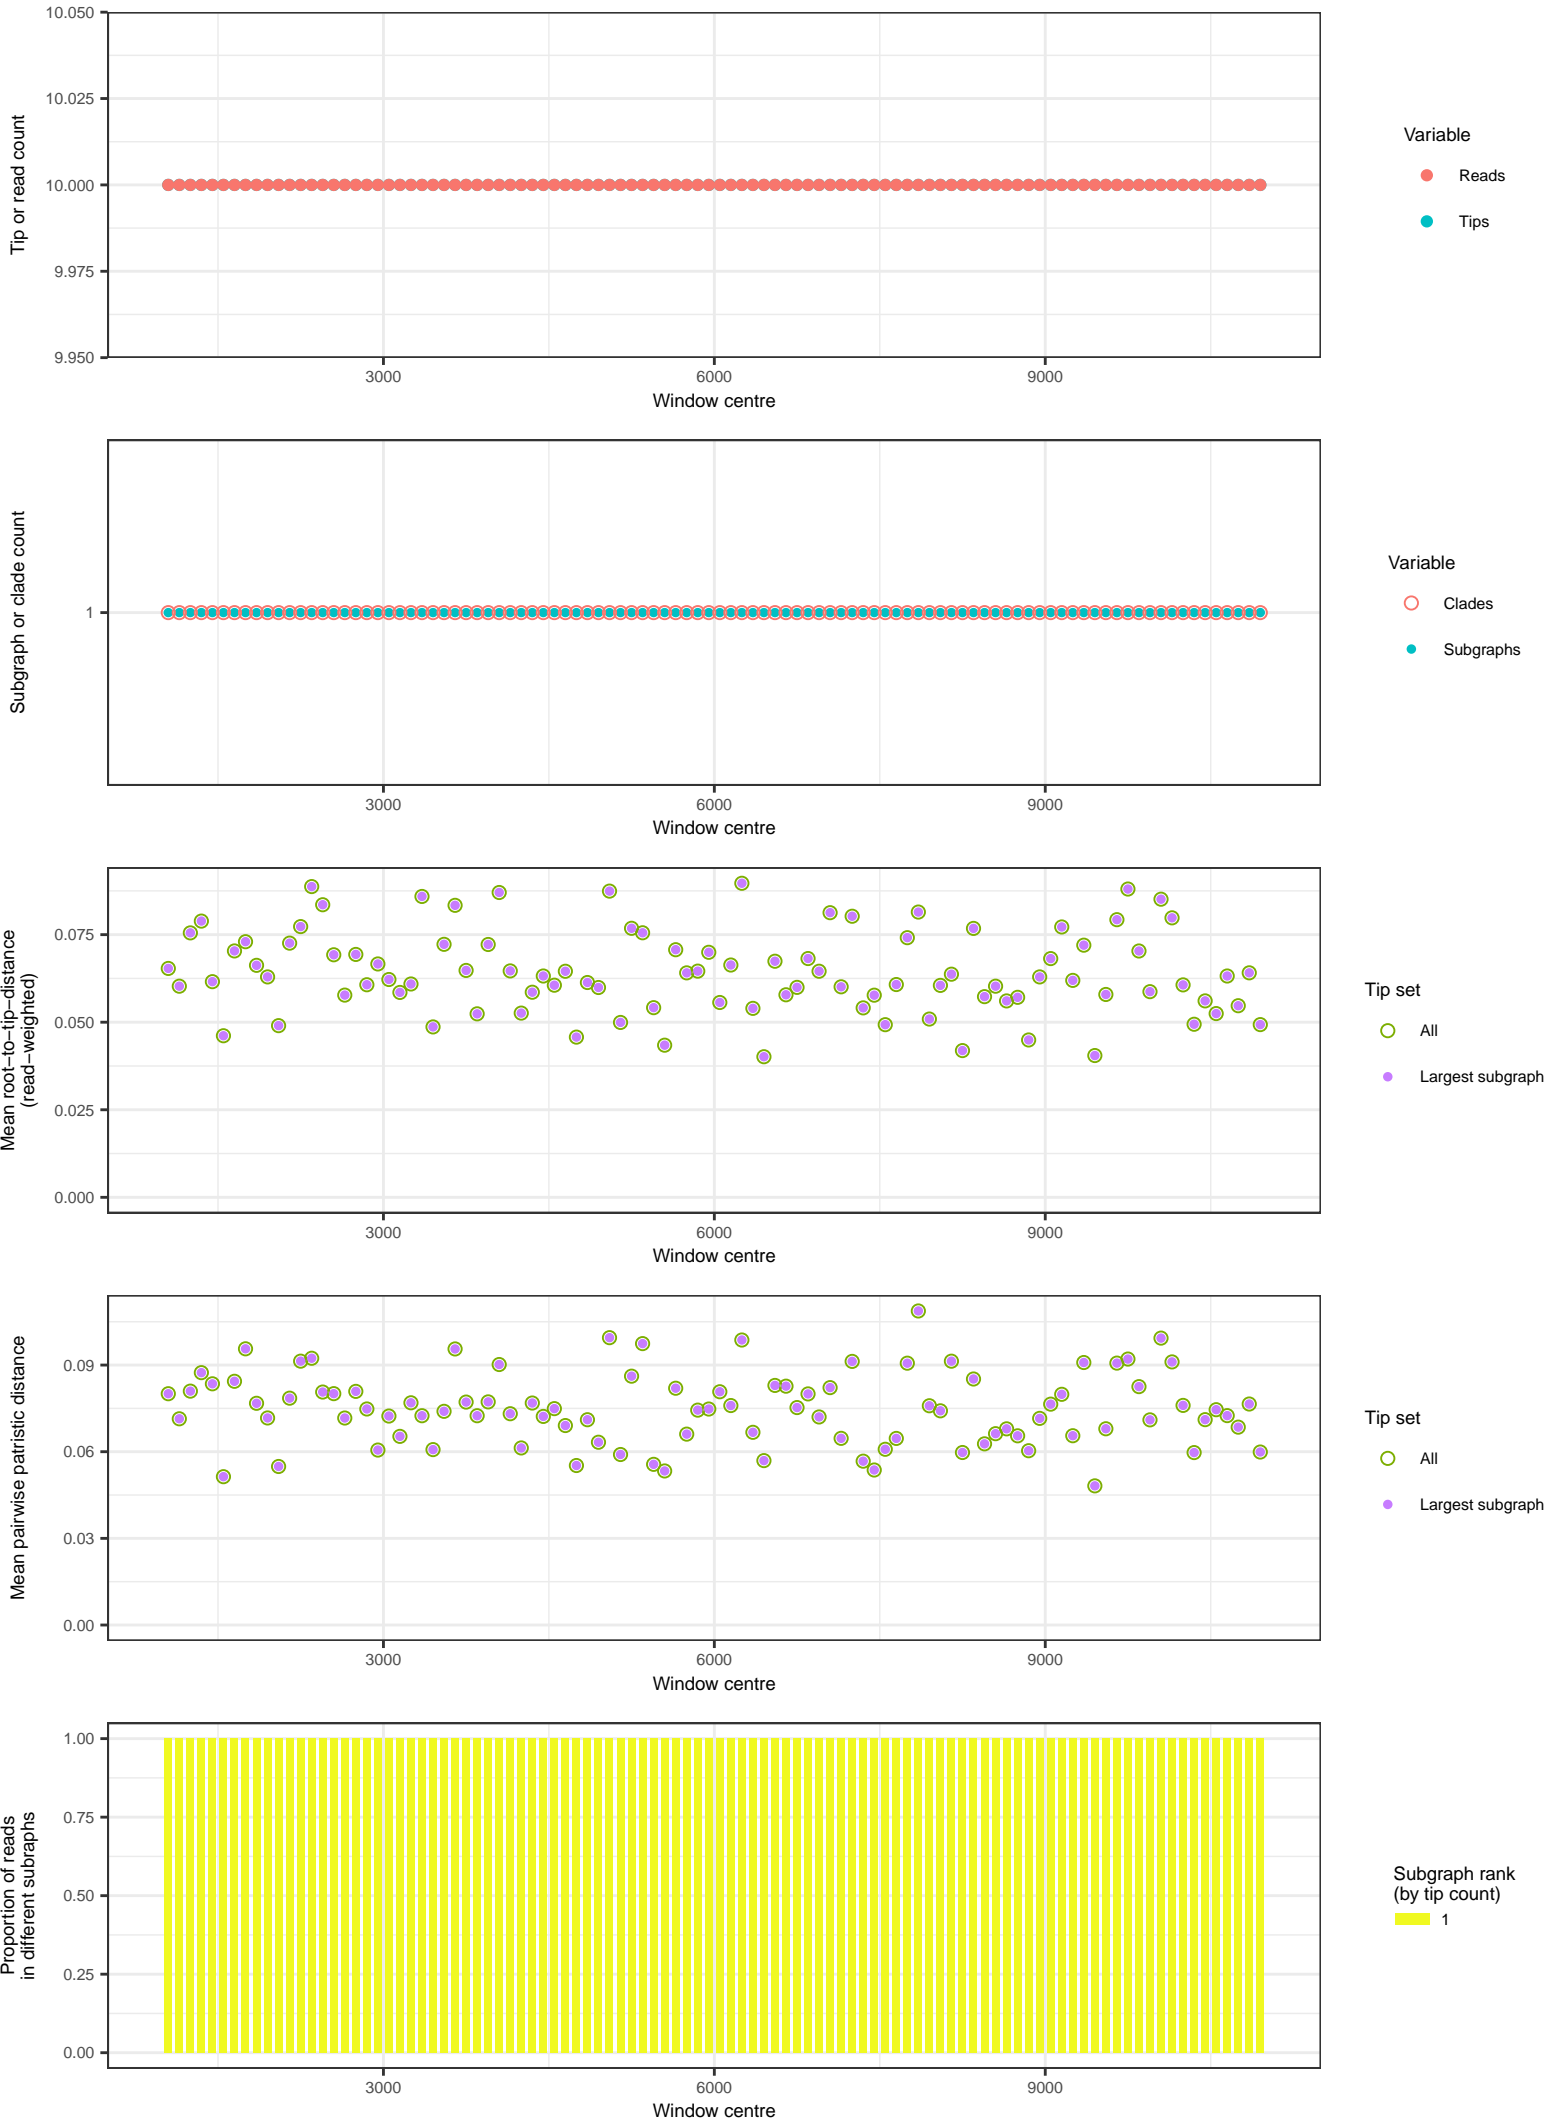 10.050
10.025
10.000
9.975
9.950
Tip or read count
3000
6000
9000
Window centre
Variable
Reads
Tips
1
Subgraph or clade count
3000
6000
9000
Window centre
Variable
Clades
Subgraphs
0.075
0.050
0.025
0.000
Mean root−to−tip−distance
(read−weighted)
3000
6000
9000
Window centre
Tip set
All
Largest subgraph
0.09
0.06
0.03
0.00
Mean pairwise patristic distance
3000
6000
9000
Window centre
Tip set
All
Largest subgraph
1.00
0.75
0.50
0.25
0.00
Proportion of reads
in different subraphs
3000
6000
9000
Window centre
Subgraph rank
(by tip count)
1